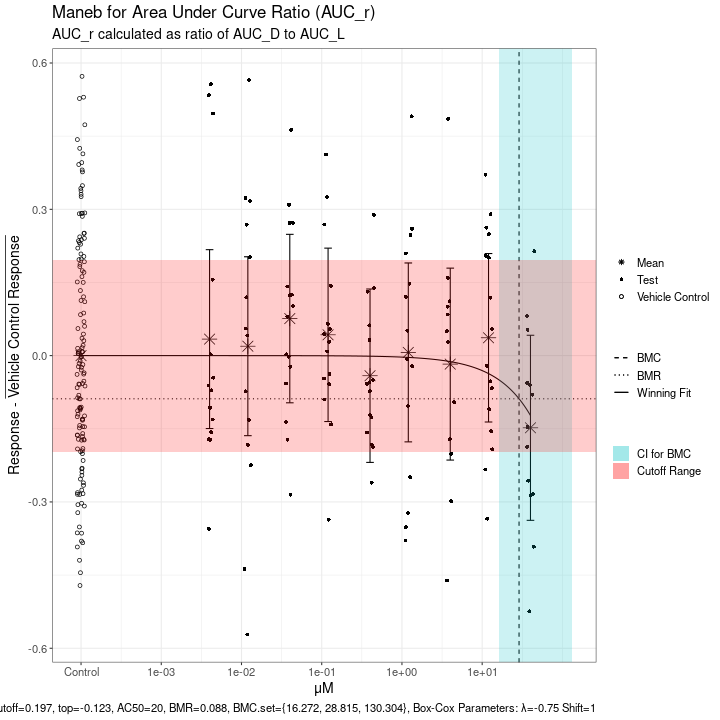 Maneb for Area Under Curve Ratio (AUC_r)
AUC_r calculated as ratio of AUC_D to AUC_L
Response - Vehicle Control Response
0.6
0.3
0.0
-0.3
-0.6
Control
1e-03
1e-02
1e-01
1e+00
1e+01
μM
Mean
Test
Vehicle Control
BMC
BMR
Winning Fit
CI for BMC
Cutoff Range
utoff=0.197, top=-0.123, AC50=20, BMR=0.088, BMC.set={16.272, 28.815, 130.304}, Box-Cox Parameters: λ=-0.75 Shift=1